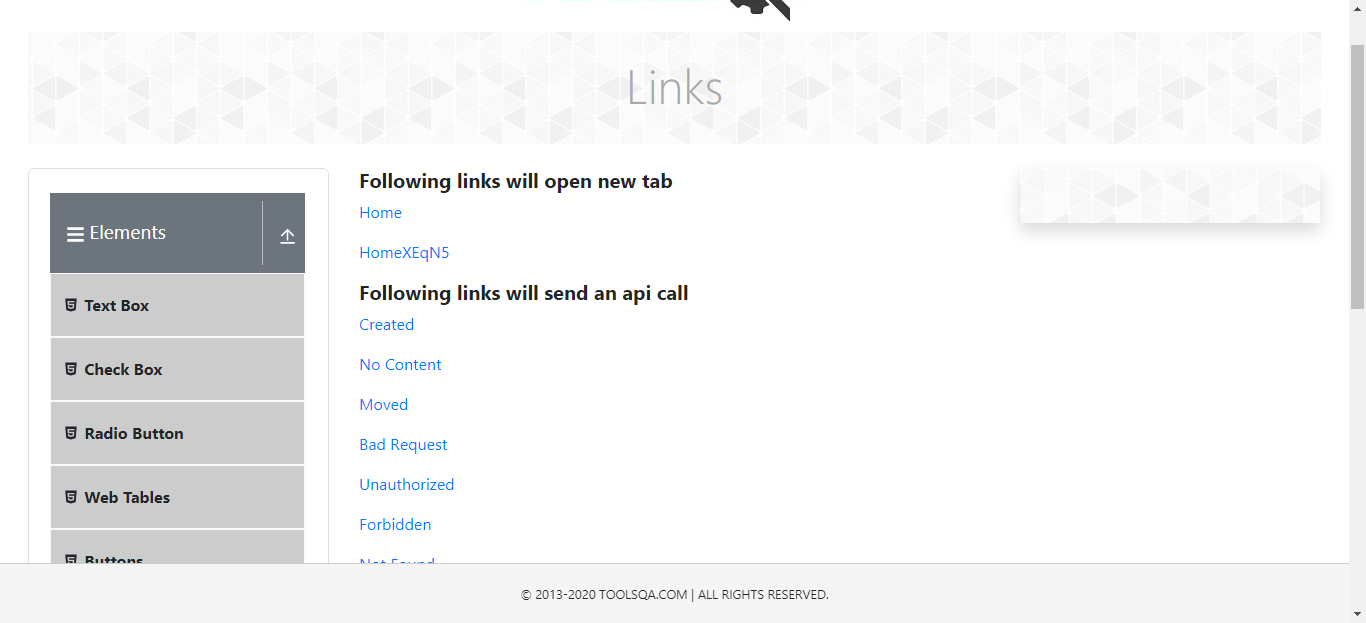 Links
Elements
Text Box
Check Box
Radio Button
Web Tables
Buttons
Following links will open new tab
Home
HomeXEqN5
Following links will send an api call
Created
No Content
Moved
Bad Request
Unauthorized
Forbidden
Not Found
© 2013-2020 TOOLSQA.COM | ALL RIGHTS RESERVED.